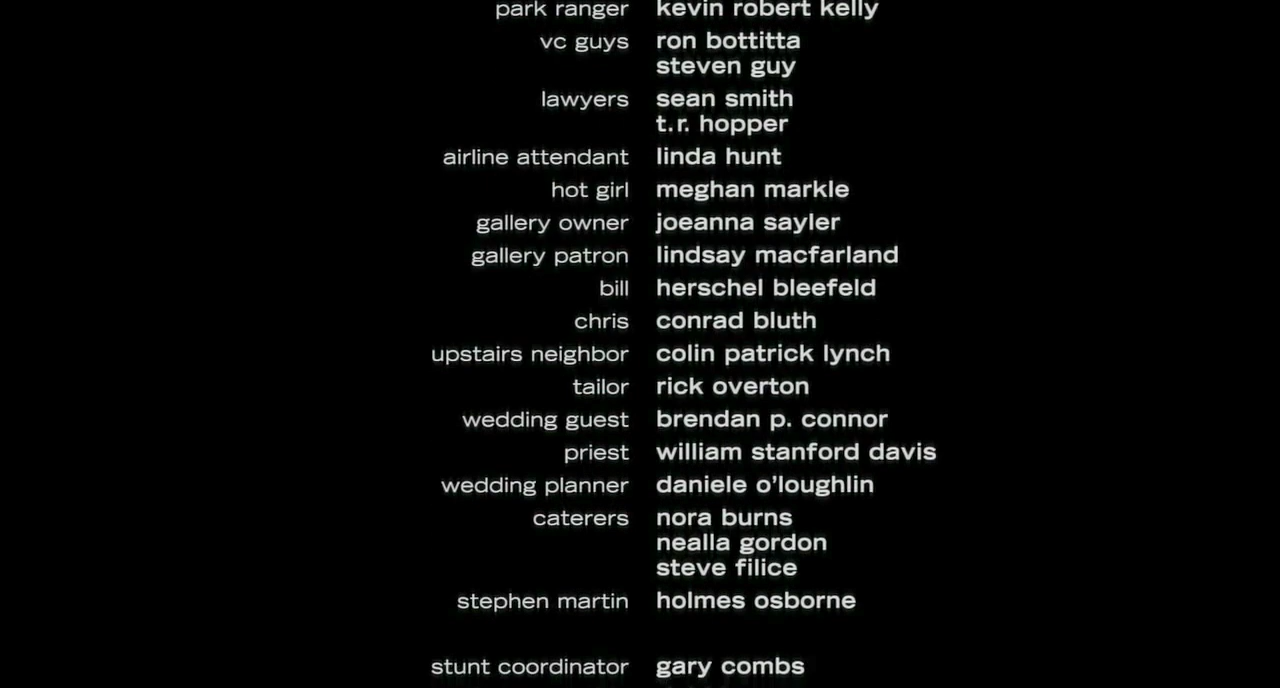 park ranger kevin robert kelly
vc guys ron bottitta
steven guy
lawyers sean smith
t.r. hopper
airline attendant linda hunt
hot girl meghan markle
gallery owner joeanna sayler
gallery patron lindsay macfarland
bill herschel bleefeld
chris conrad bluth
upstairs neighbor colin patrick lynch
tailor rick overton
wedding guest brendan p. connor
priest william stanford davis
wedding planner daniele o'loughlin
caterers nora burns
nealla gordon
steve filice
stephen martin holmes osborne
stunt coordinator gary combs